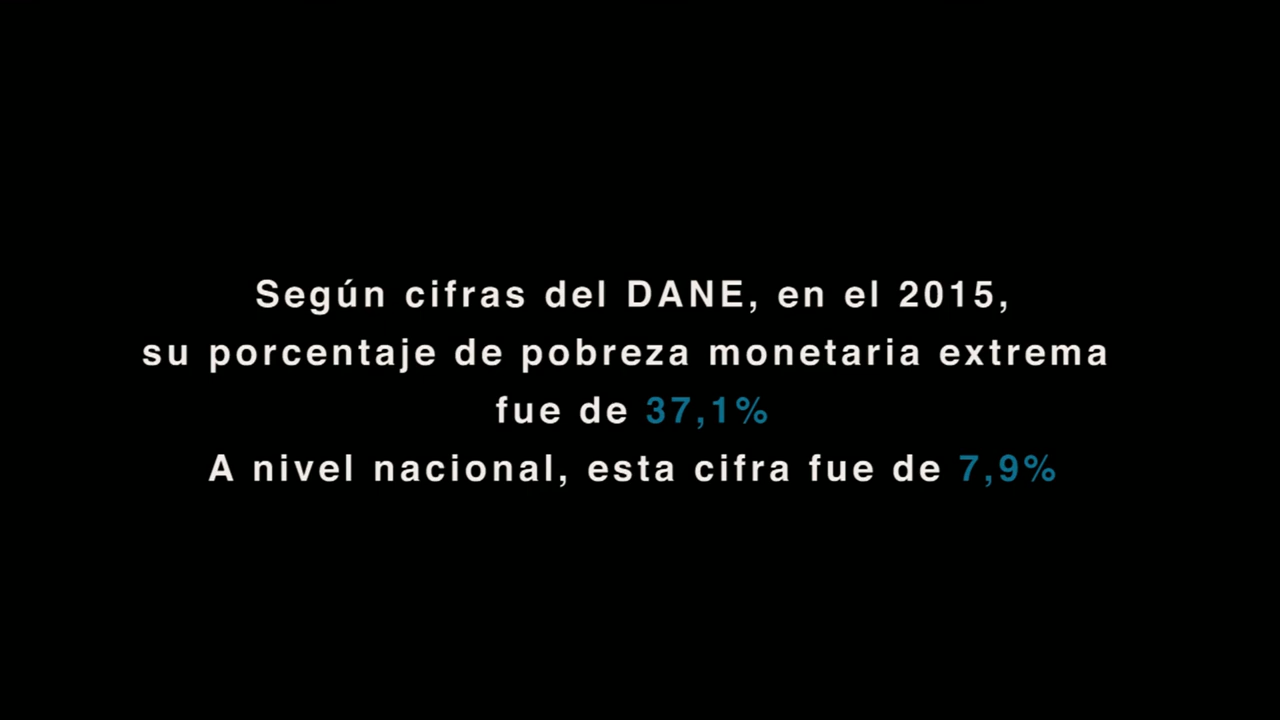 Según cifras del DANE, en el 2015,
su porcentaje de pobreza monetaria extrema
fue de 37,1%
A nivel nacional, esta cifra fue de 7,9%